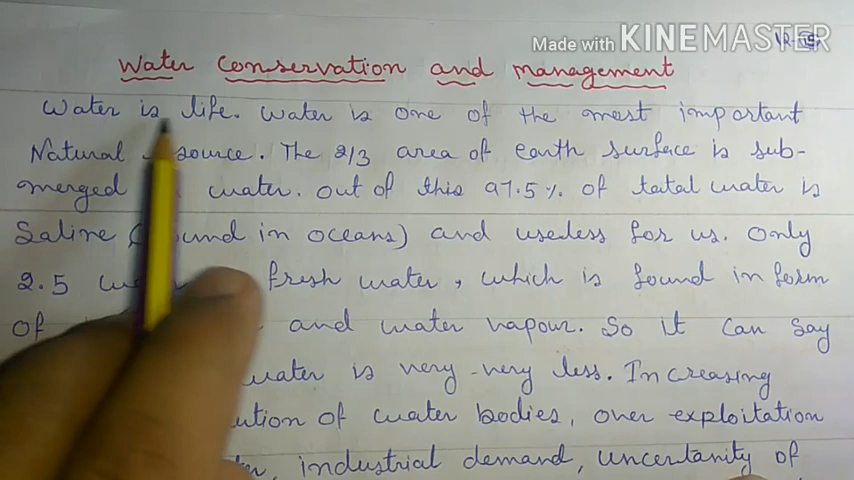 Made with KINEMASTER
Water Conservation and management
Water is life. Water is one of the most important
Natural source. The 2/3 area of earth surface is sub-
merged water. out of this 97.5% of tatal water is
Saline found in oceans) and useless for us. Only
2.5 fresh water, which is found in form
of and water vapour. So it can say
water is very-very less. Increasing
ution of water bodies, over exploitation
industrial demand, uncertanity of